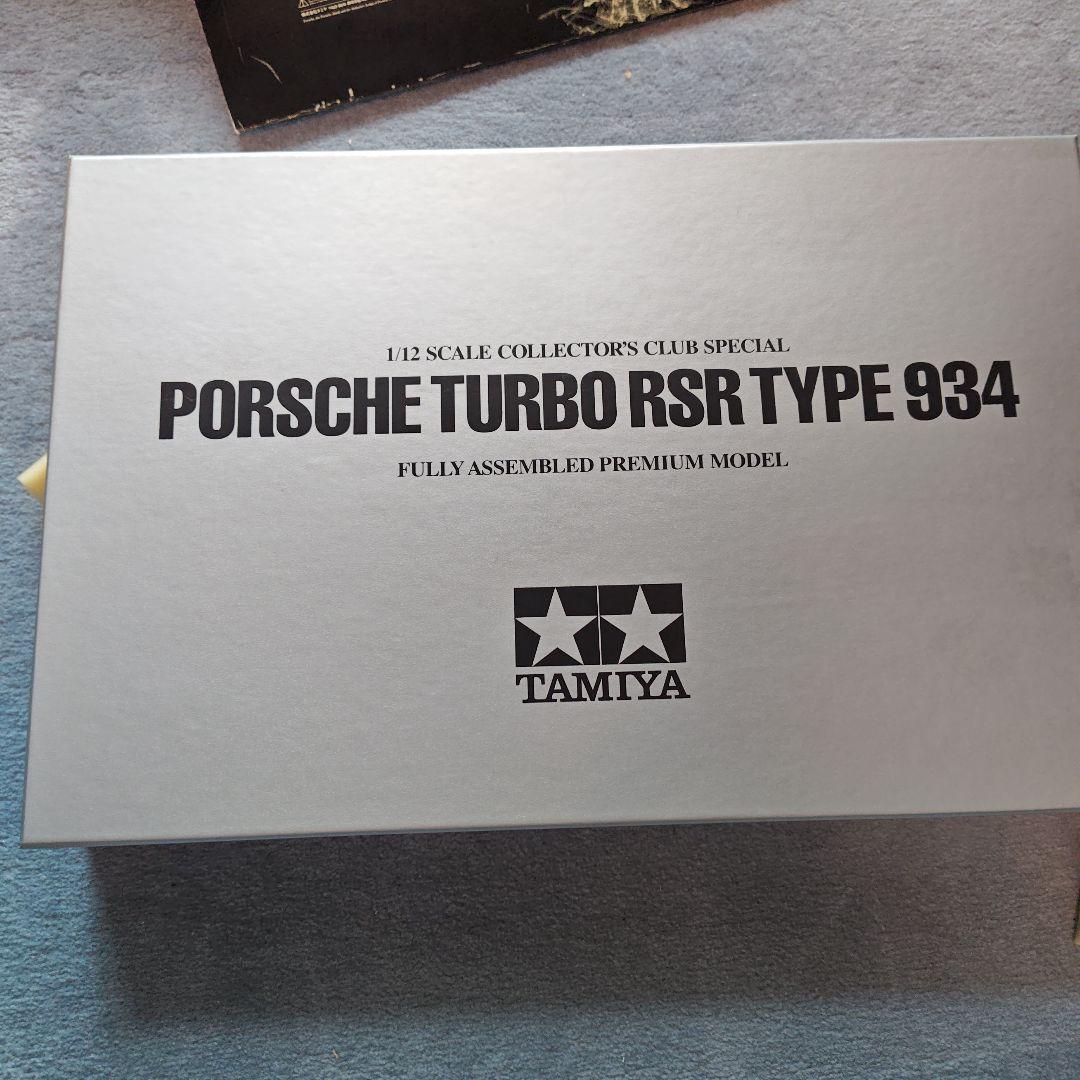 1/12 SCALE COLLECTOR'S CLUB SPECIAL
PORSCHE TURBO RSR TYPE 934
FULLY ASSEMBLED PREMIUM MODEL
TAMIYA